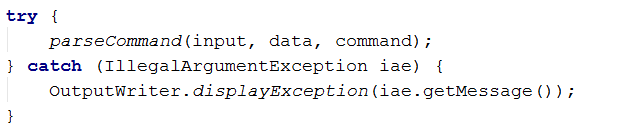 try {
    parseCommand(input, data, command);
} catch (IllegalArgumentException iae) {
    OutputWriter.displayException(iae.getMessage());
}